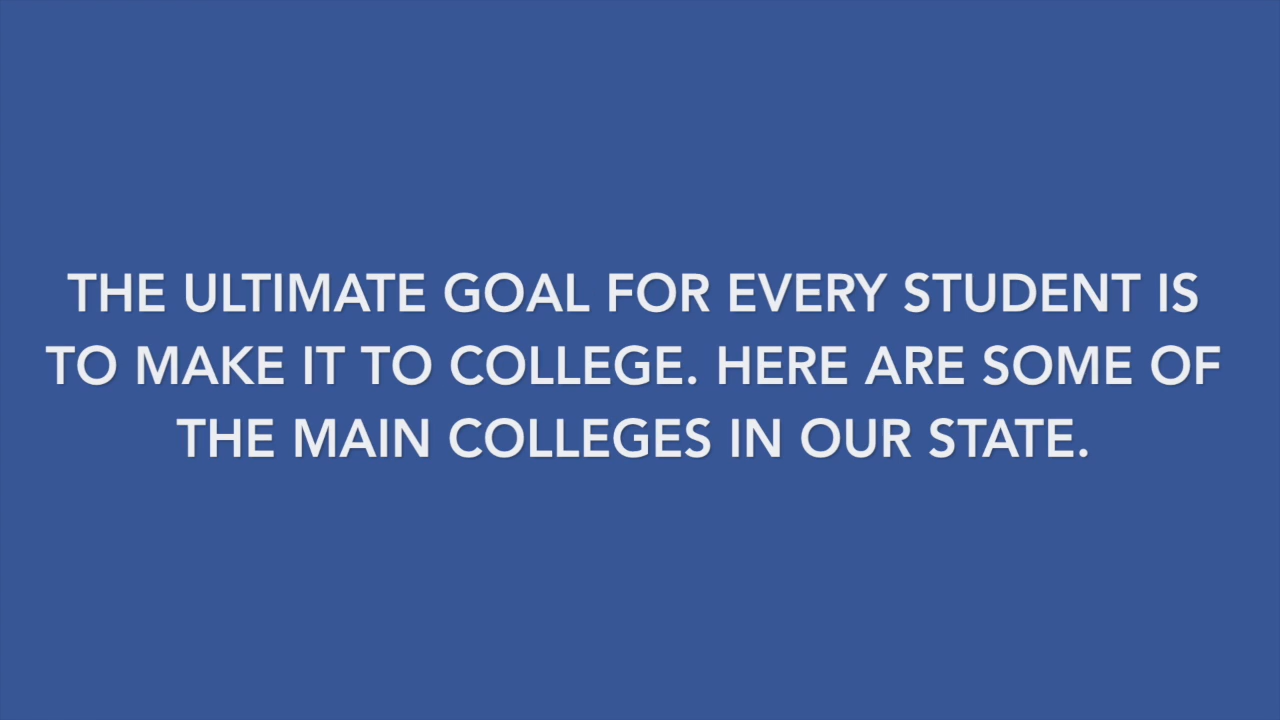 THE ULTIMATE GOAL FOR EVERY STUDENT IS
TO MAKE IT TO COLLEGE. HERE ARE SOME OF
THE MAIN COLLEGES IN OUR STATE.